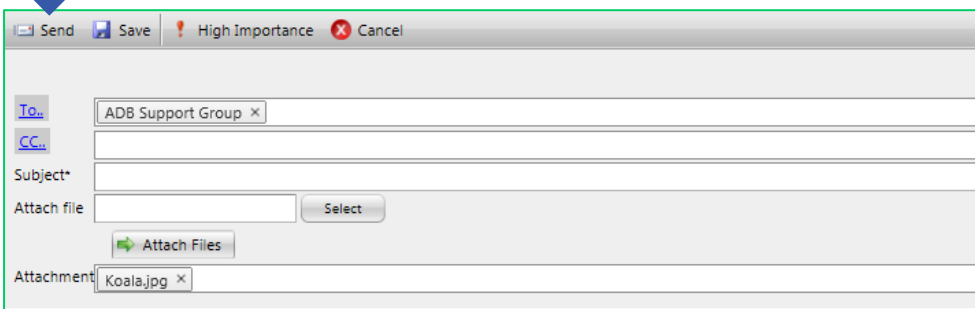 Send Save High Importance Cancel
To.. ADB Support Group ×
CC..
Subject*
Attach file Select
Attach Files
Attachment Koala.jpg ×